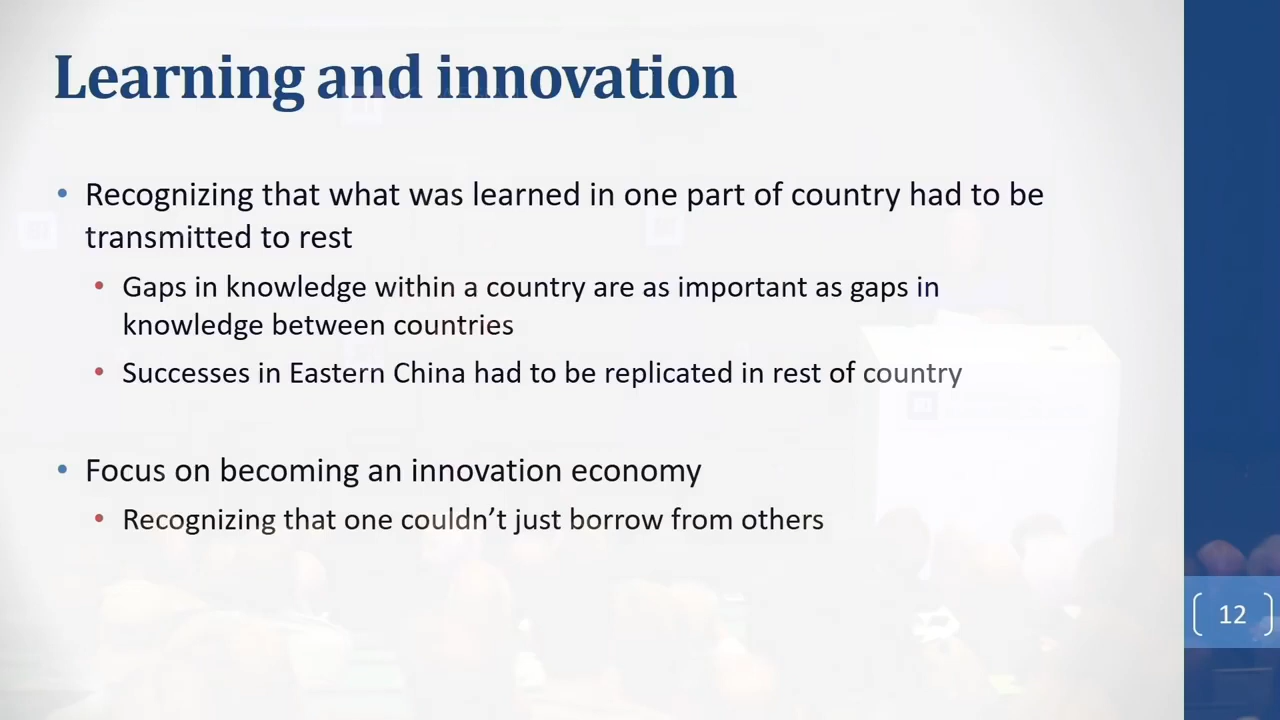 Learning and innovation
• Recognizing that what was learned in one part of country had to be
transmitted to rest
• Gaps in knowledge within a country are as important as gaps in
knowledge between countries
• Successes in Eastern China had to be replicated in rest of country
• Focus on becoming an innovation economy
• Recognizing that one couldn’t just borrow from others
12